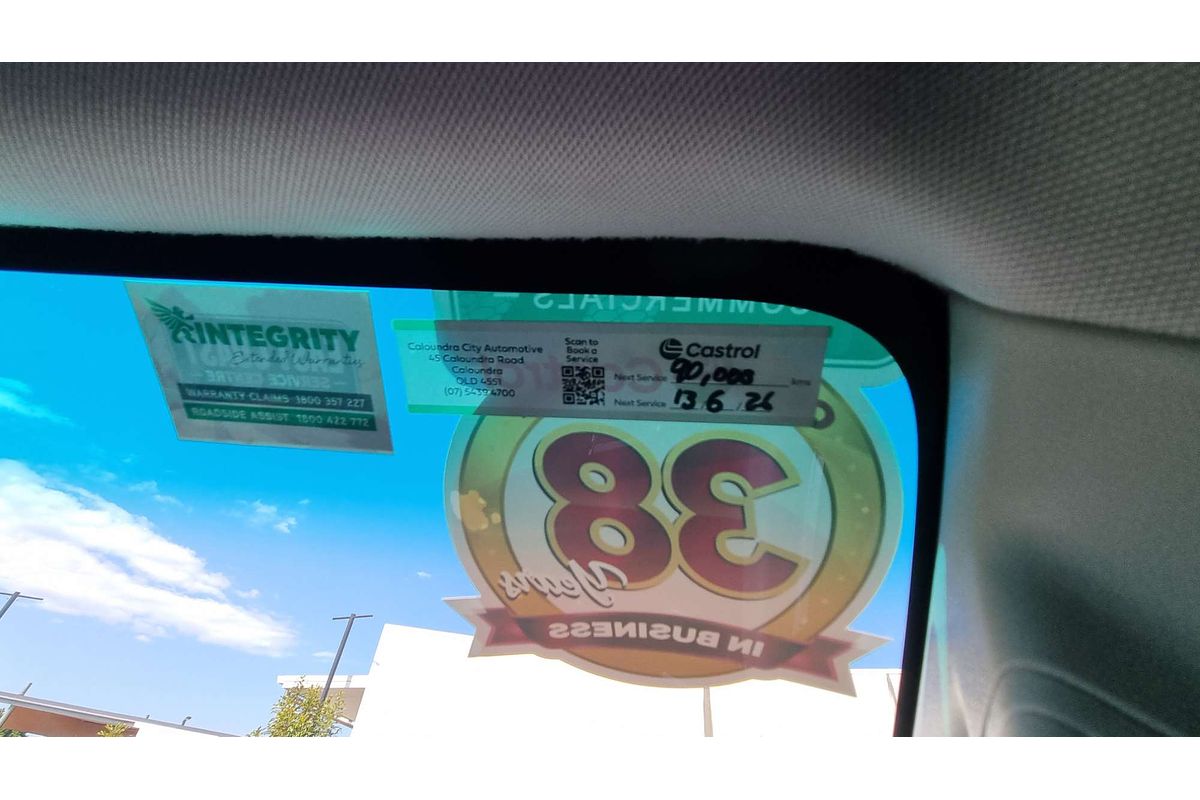 INTEGRITY
Extended Warranties
WARRANTY CLAIMS 1800 357 227
ROADSIDE ASSIST 1800 422 772
COMMERCIALS
Caloundra City Automotive
45 Caloundra Road
Caloundra
QLD 4551
(07) 5439 4700
Scan to
Book a
Service
Castrol
Next Service 90,000 kms
Next Service 13/6/26
38
Years
IN BUSINESS